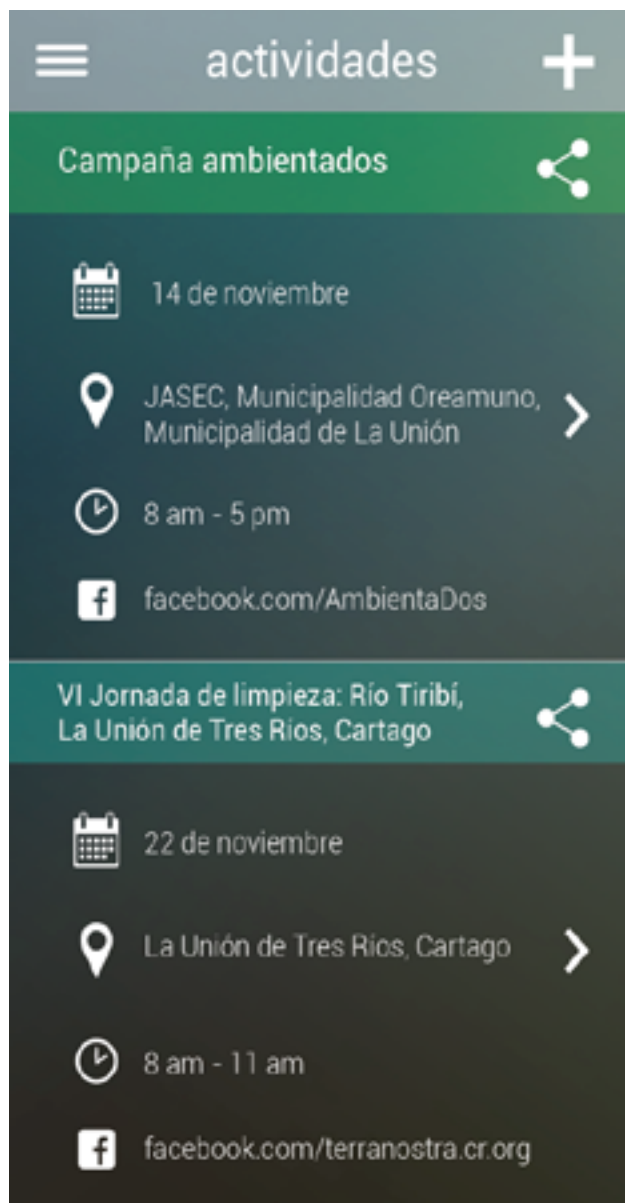 actividades
Campaña ambientados
14 de noviembre
JASEC, Municipalidad Oreamuno,
Municipalidad de La Unión
8 am - 5 pm
facebook.com/AmbientaDos
VI Jornada de limpieza: Río Tiribí,
La Unión de Tres Rios, Cartago
22 de noviembre
La Unión de Tres Rios, Cartago
8 am - 11 am
facebook.com/terranostra.cr.org